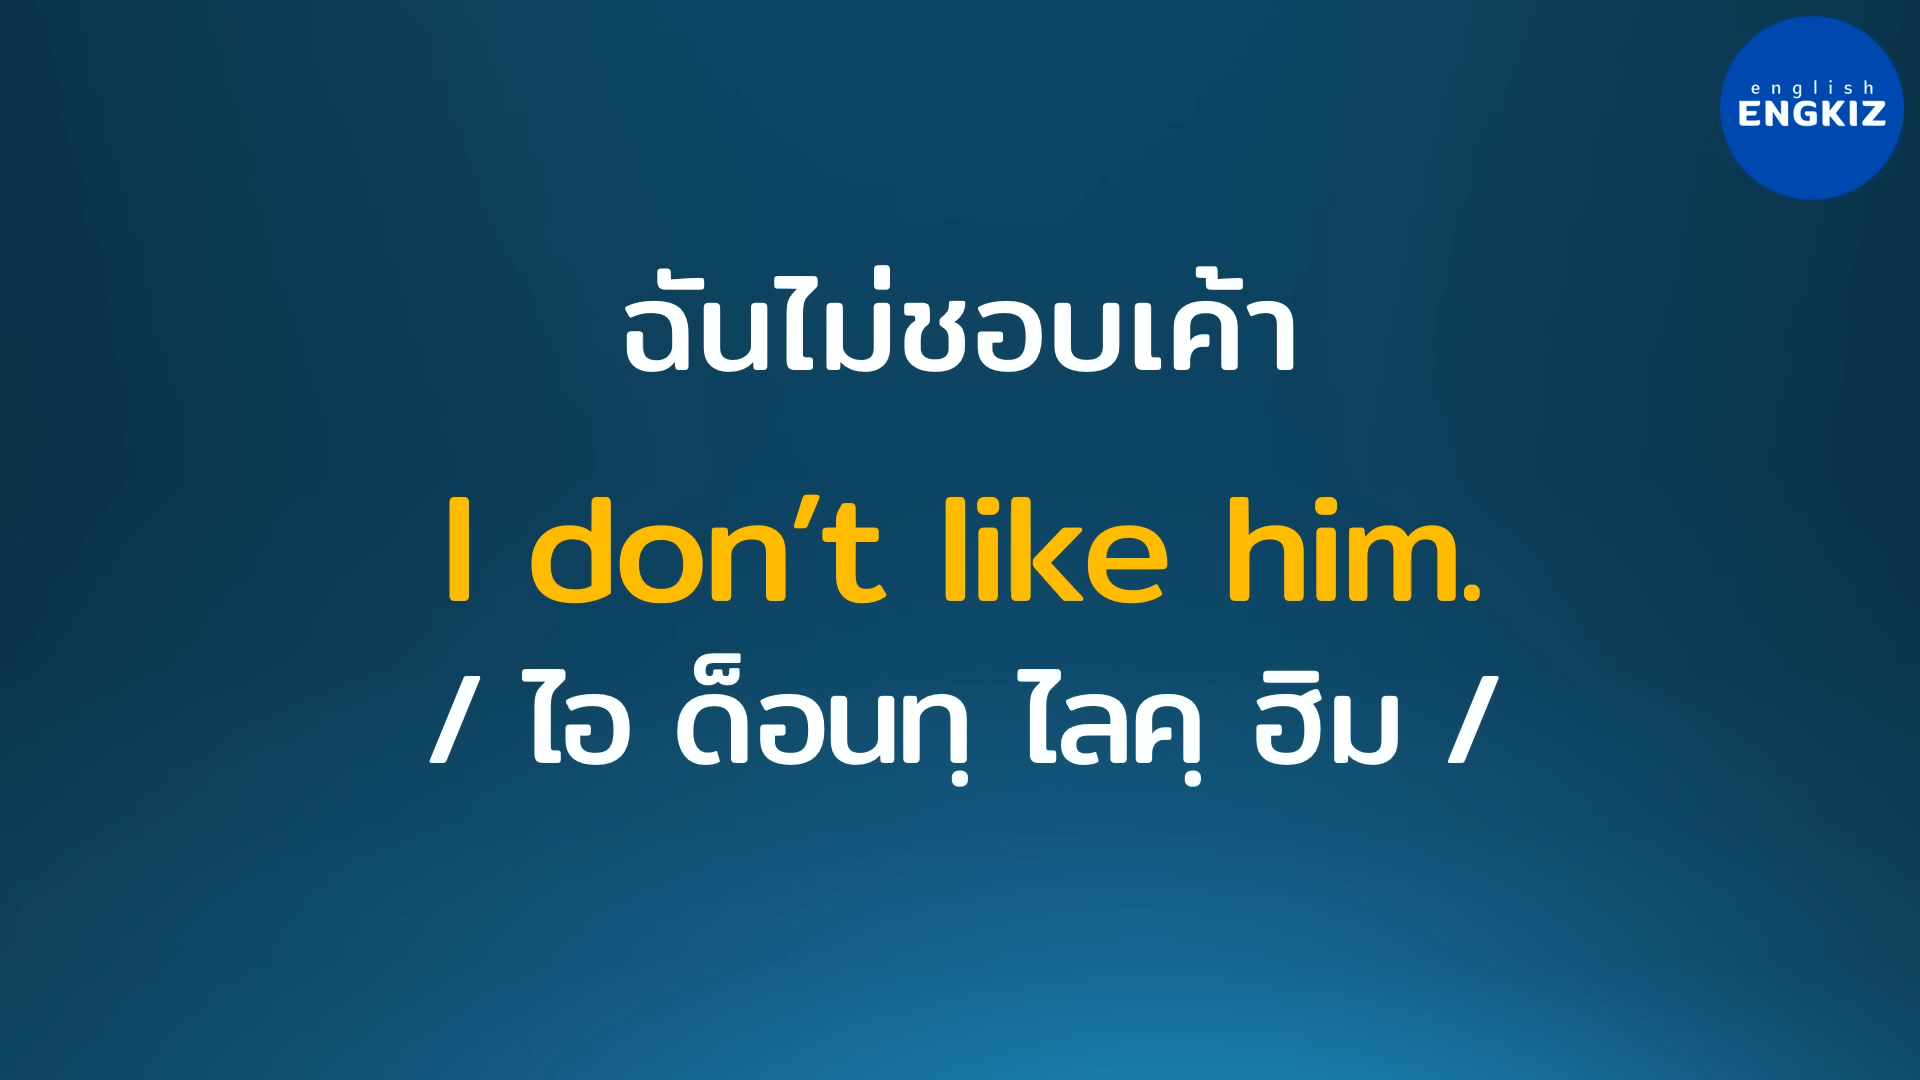 english
ENGKIZ
ฉันไม่ชอบเค้า
I don’t like him.
/ ไอ ด็อนทฺ ไลคฺ ฮิม /